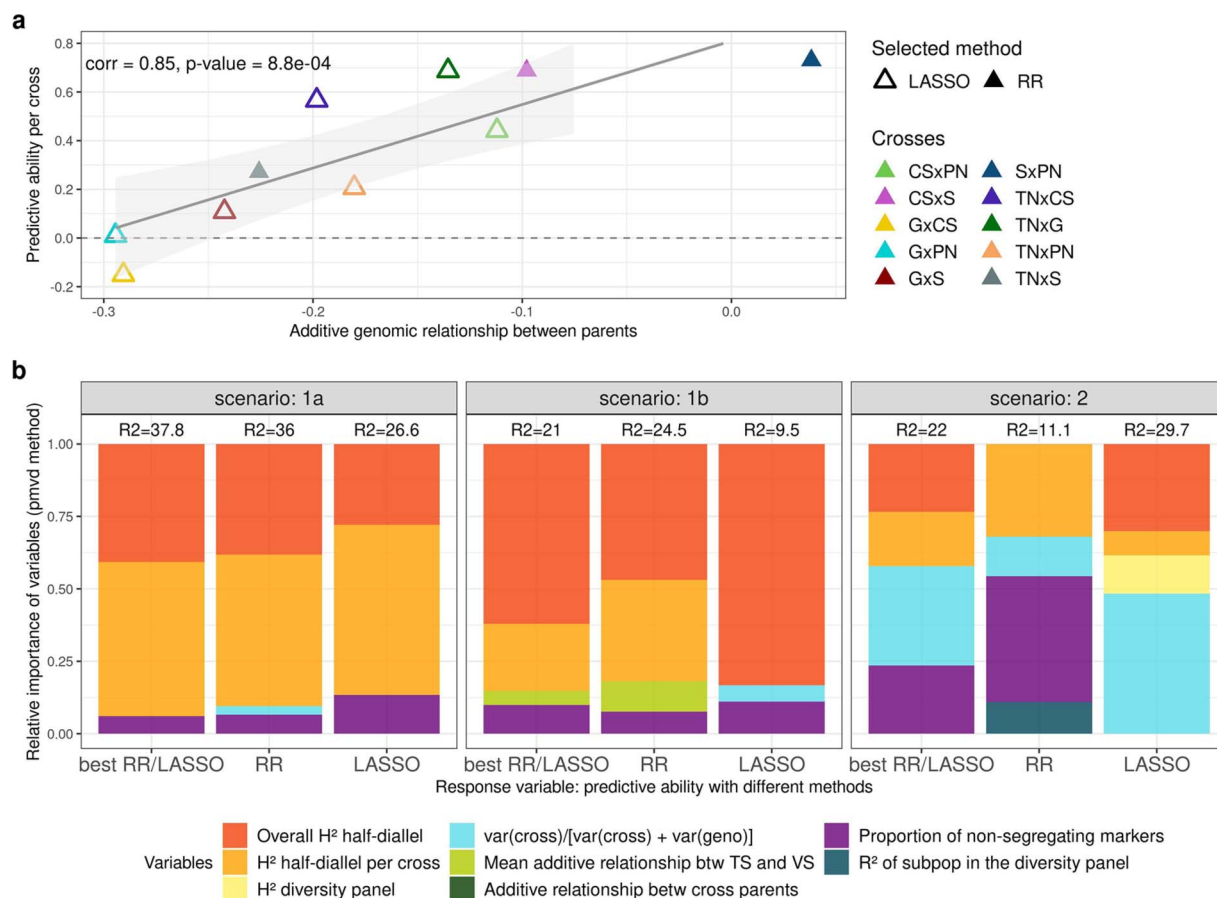 a
corr = 0.85, p-value = 8.8e-04
Predictive ability per cross
0.8
0.6
0.4
0.2
0.0
-0.2
-0.3
-0.2
-0.1
0.0
Additive genomic relationship between parents
Selected method
LASSO
RR
Crosses
CSxPN
CSxS
GxCS
GxPN
GxS
SxPN
TNxCS
TNxG
TNxPN
TNxS
b
scenario: 1a
scenario: 1b
scenario: 2
R2=37.8
R2=36
R2=26.6
R2=21
R2=24.5
R2=9.5
R2=22
R2=11.1
R2=29.7
Relative importance of variables (pmvd method)
1.00
0.75
0.50
0.25
0.00
best RR/LASSO
RR
LASSO
best RR/LASSO
RR
LASSO
best RR/LASSO
RR
LASSO
Response variable: predictive ability with different methods
Variables
Overall H² half-diallel
H² half-diallel per cross
H² diversity panel
var(cross)/[var(cross) + var(geno)]
Mean additive relationship btw TS and VS
Additive relationship betw cross parents
Proportion of non-segregating markers
R² of subpop in the diversity panel